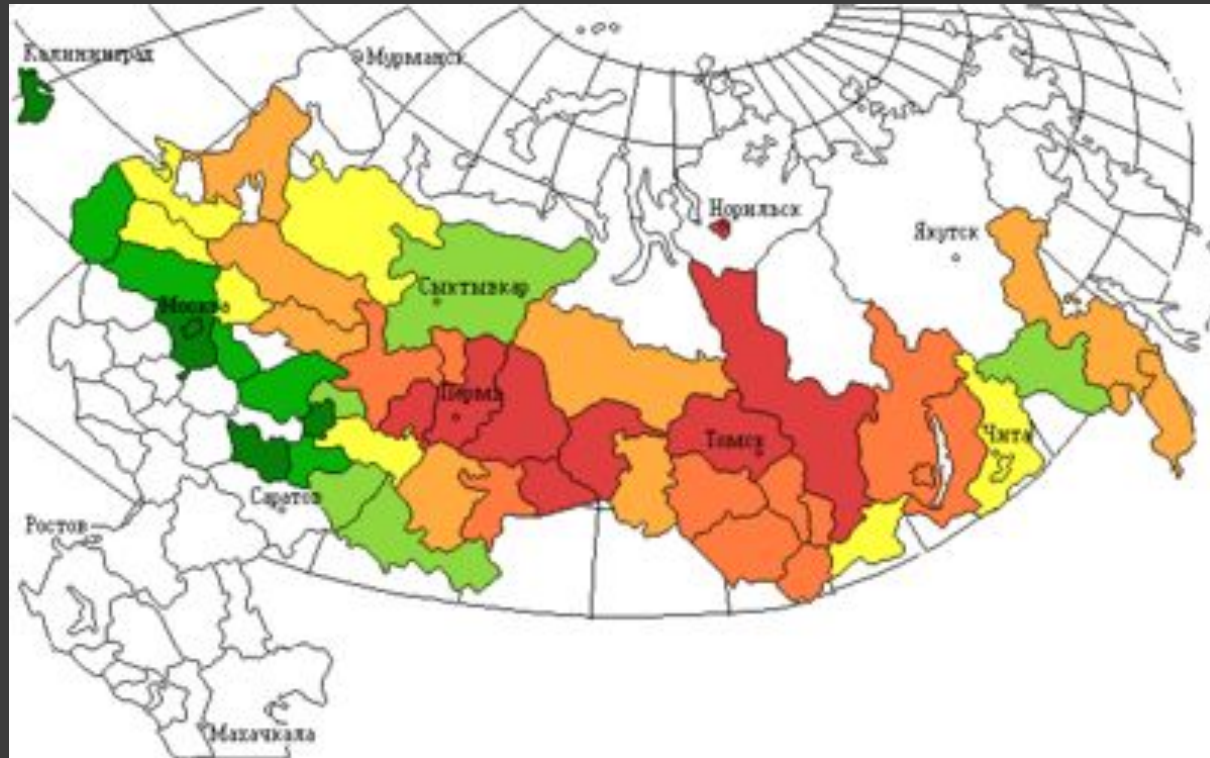 Калининград
Мурманск
Норильск
Якутск
Сыктывкар
Москва
Пермь
Томск
Чита
Саратов
Ростов
Махачкала